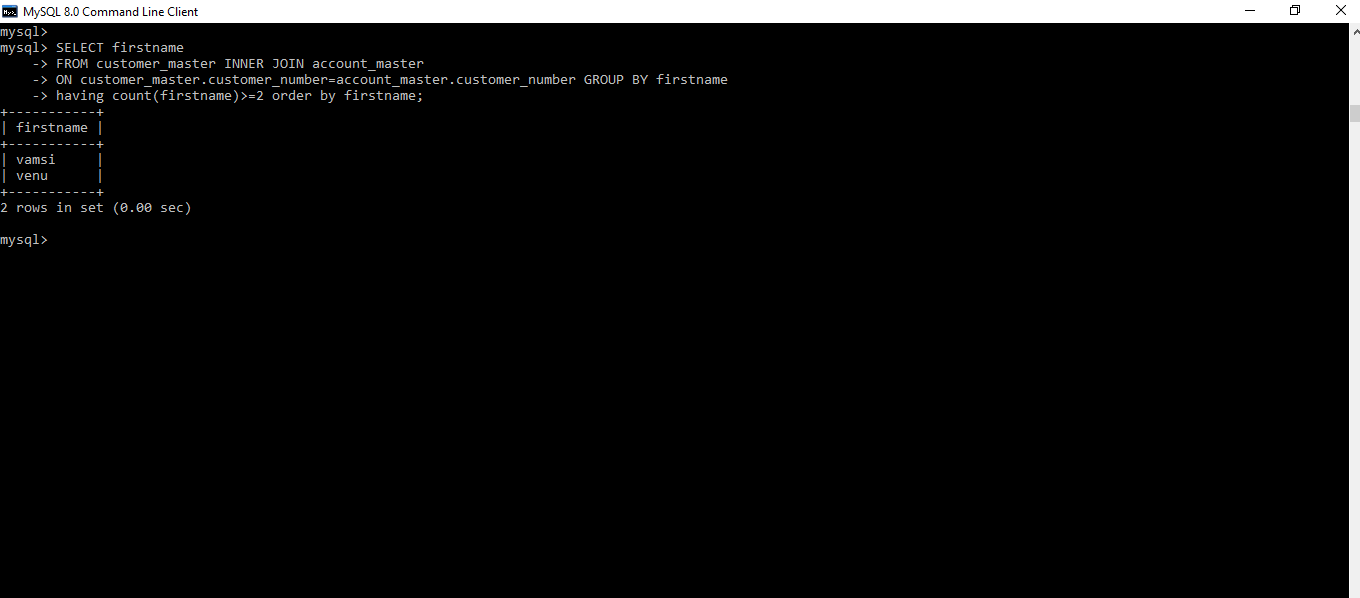 MySQL 8.0 Command Line Client
mysql>
mysql> SELECT firstname
    -> FROM customer_master INNER JOIN account_master
    -> ON customer_master.customer_number=account_master.customer_number GROUP BY firstname
    -> having count(firstname)>=2 order by firstname;
+-----------+
| firstname |
+-----------+
| vamsi     |
| venu      |
+-----------+
2 rows in set (0.00 sec)
mysql>